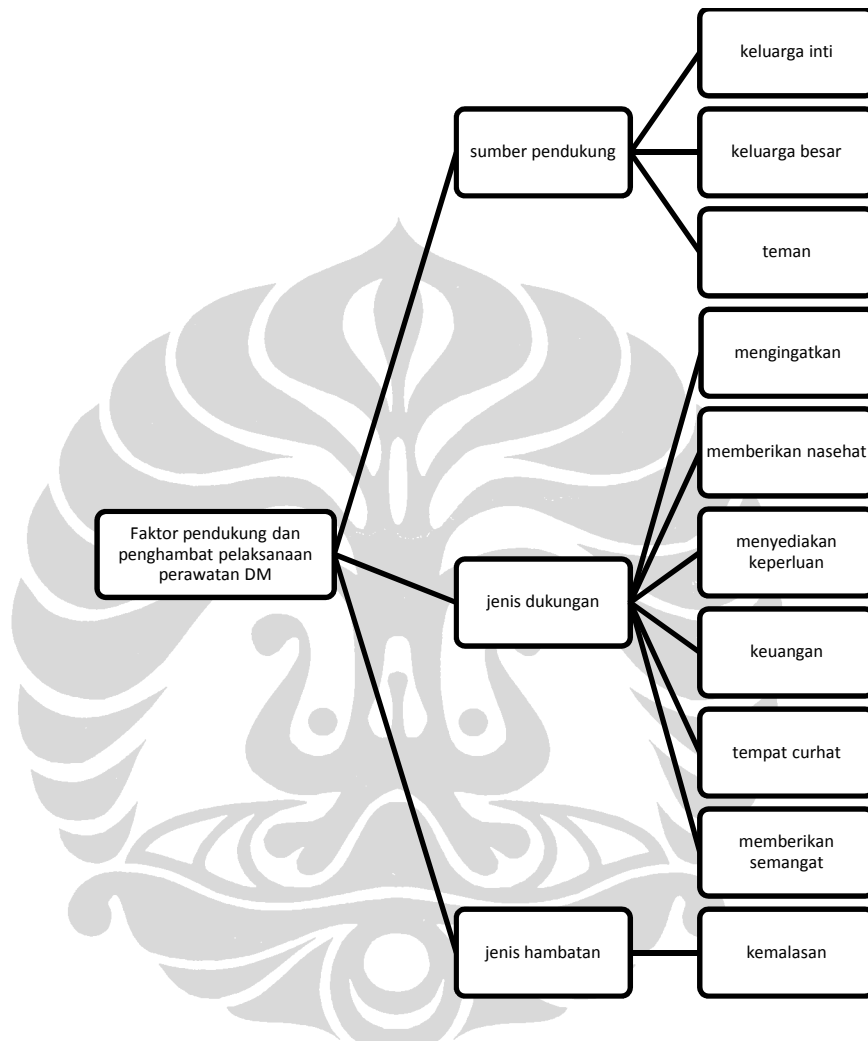 keluarga inti
sumber pendukung
keluarga besar
teman
mengingatkan
memberikan nasehat
Faktor pendukung dan
penghambat pelaksanaan
perawatan DM
menyediakan
keperluan
jenis dukungan
keuangan
tempat curhat
memberikan
semangat
jenis hambatan
kemalasan